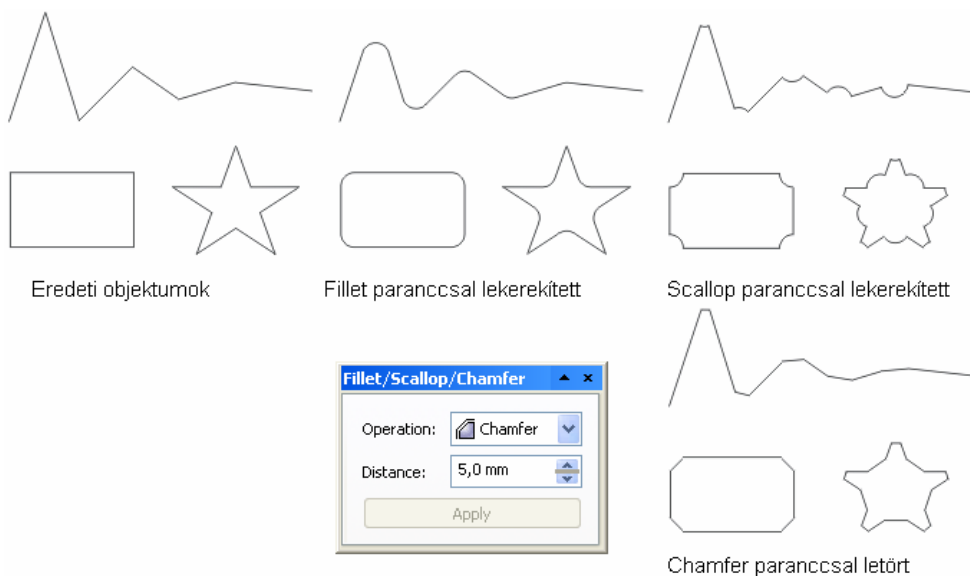 Eredeti objektumok
Fillet paranccsal lekerekített
Scallop paranccsal lekerekített
Fillet/Scallop/Chamfer
Operation: Chamfer
Distance: 5,0 mm
Apply
Chamfer paranccsal letört